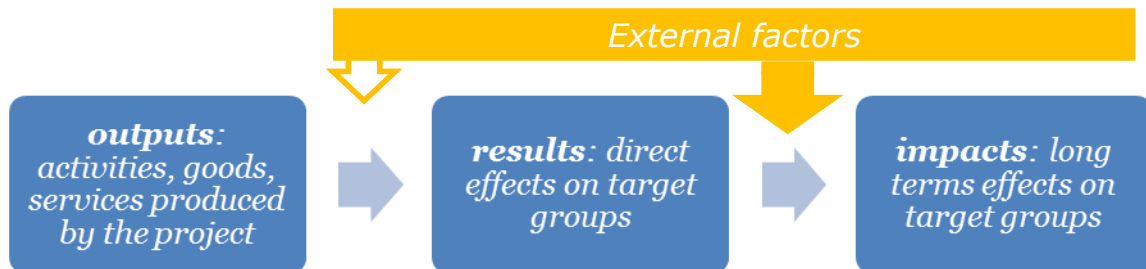 External factors
outputs:
activities, goods,
services produced
by the project
results: direct
effects on target
groups
impacts: long
terms effects on
target groups